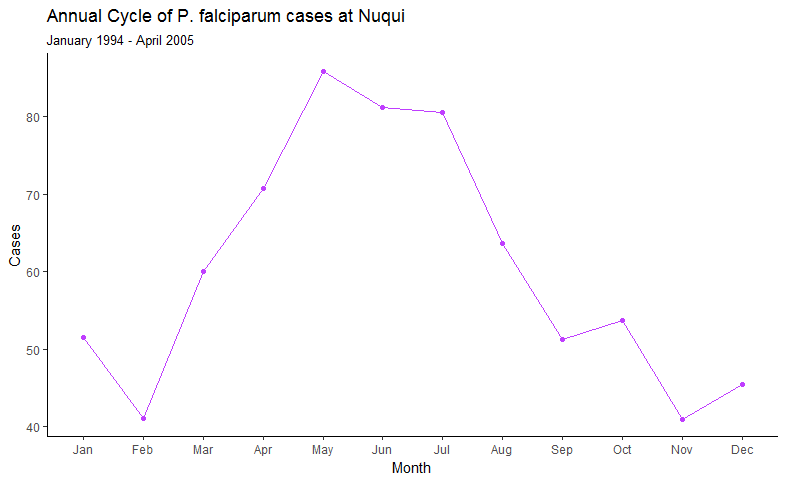 Annual Cycle of P. falciparum cases at Nuqui
January 1994 - April 2005
80
70
60
50
40
Cases
Jan Feb Mar Apr May Jun Jul Aug Sep Oct Nov Dec
Month